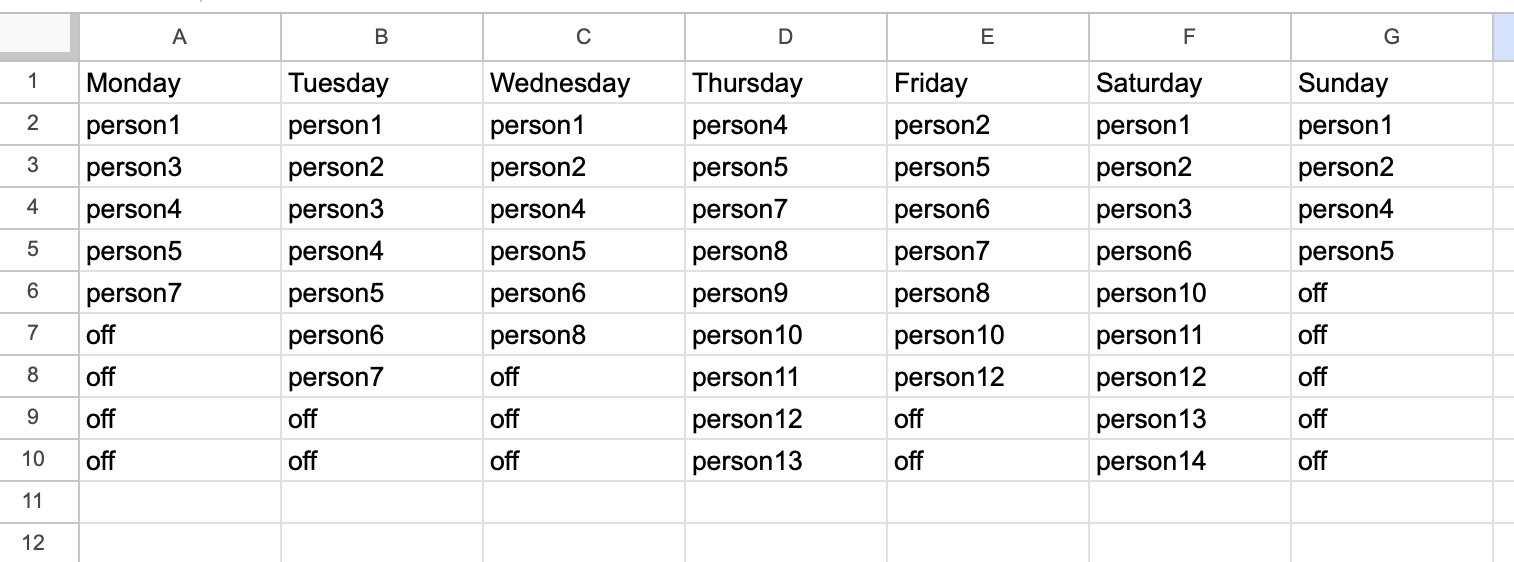 A B C D E F G
1 Monday Tuesday Wednesday Thursday Friday Saturday Sunday
2 person1 person1 person1 person4 person2 person1 person1
3 person3 person2 person2 person5 person5 person2 person2
4 person4 person3 person4 person7 person6 person3 person4
5 person5 person4 person5 person8 person7 person6 person5
6 person7 person5 person6 person9 person8 person10 off
7 off person6 person8 person10 person10 person11 off
8 off person7 off person11 person12 person12 off
9 off off off person12 off person13 off
10 off off off person13 off person14 off
11
12